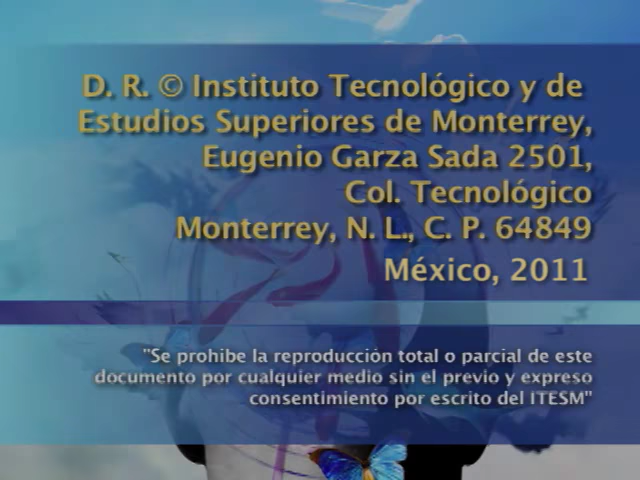 D. R. © Instituto Tecnológico y de
Estudios Superiores de Monterrey,
Eugenio Garza Sada 2501,
Col. Tecnológico
Monterrey, N. L., C. P. 64849
México, 2011
"Se prohibe la reproducción total o parcial de este
documento por cualquier medio sin el previo y expreso
consentimiento por escrito del ITESM"